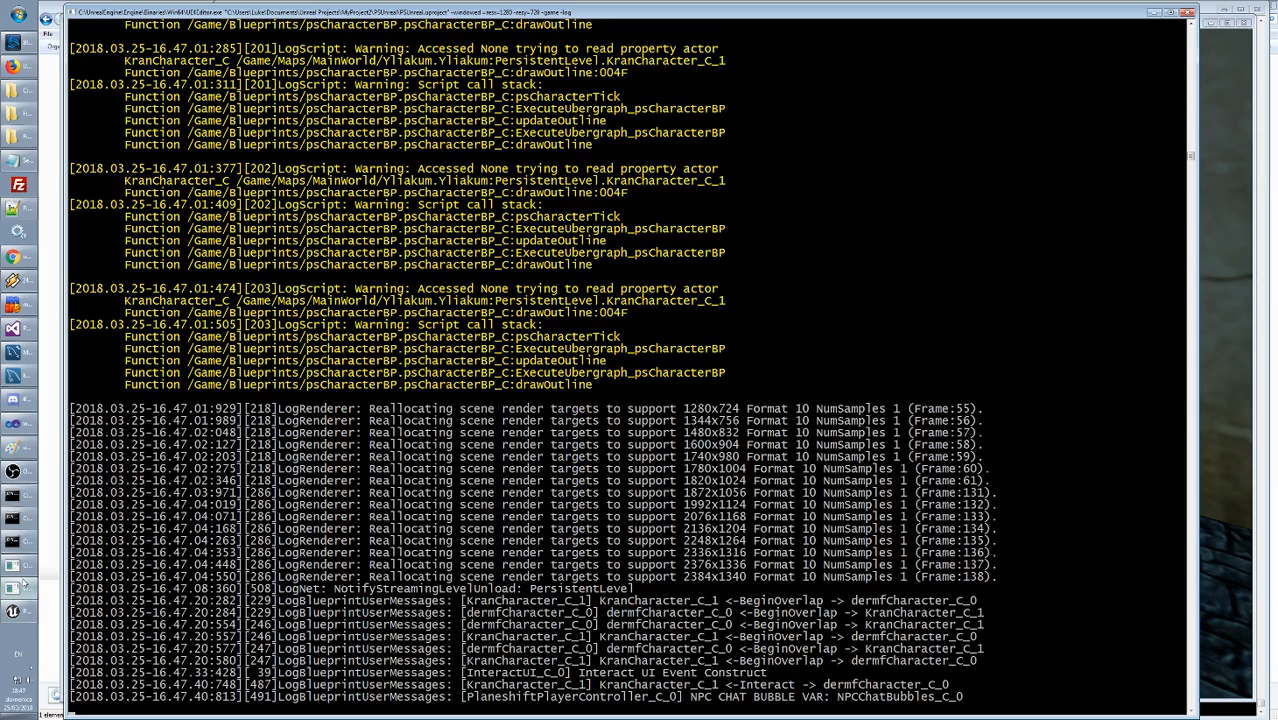 C:\UnrealEngine\Engine\Binaries\Win64\UE4Editor.exe "C:\Users\Luke\Documents\Unreal Projects\MyProject2\PSUnreal\PSUnreal.uproject" -windowed -resx=1280 -resy=720 -game -log
Function /Game/Blueprints/psCharacterBP.psCharacterBP_C:drawOutline
[2018.03.25-16.47.01:285][201]LogScript: Warning: Accessed None trying to read property actor
KranCharacter_C /Game/Maps/MainWorld/Yliakum.Yliakum:PersistentLevel.KranCharacter_C_1
Function /Game/Blueprints/psCharacterBP.psCharacterBP_C:drawOutline:004F
[2018.03.25-16.47.01:311][201]LogScript: Warning: Script call stack:
Function /Game/Blueprints/psCharacterBP.psCharacterBP_C:psCharacterTick
Function /Game/Blueprints/psCharacterBP.psCharacterBP_C:ExecuteUbergraph_psCharacterBP
Function /Game/Blueprints/psCharacterBP.psCharacterBP_C:updateOutline
Function /Game/Blueprints/psCharacterBP.psCharacterBP_C:ExecuteUbergraph_psCharacterBP
Function /Game/Blueprints/psCharacterBP.psCharacterBP_C:drawOutline
[2018.03.25-16.47.01:377][202]LogScript: Warning: Accessed None trying to read property actor
KranCharacter_C /Game/Maps/MainWorld/Yliakum.Yliakum:PersistentLevel.KranCharacter_C_1
Function /Game/Blueprints/psCharacterBP.psCharacterBP_C:drawOutline:004F
[2018.03.25-16.47.01:409][202]LogScript: Warning: Script call stack:
Function /Game/Blueprints/psCharacterBP.psCharacterBP_C:psCharacterTick
Function /Game/Blueprints/psCharacterBP.psCharacterBP_C:ExecuteUbergraph_psCharacterBP
Function /Game/Blueprints/psCharacterBP.psCharacterBP_C:updateOutline
Function /Game/Blueprints/psCharacterBP.psCharacterBP_C:ExecuteUbergraph_psCharacterBP
Function /Game/Blueprints/psCharacterBP.psCharacterBP_C:drawOutline
[2018.03.25-16.47.01:474][203]LogScript: Warning: Accessed None trying to read property actor
KranCharacter_C /Game/Maps/MainWorld/Yliakum.Yliakum:PersistentLevel.KranCharacter_C_1
Function /Game/Blueprints/psCharacterBP.psCharacterBP_C:drawOutline:004F
[2018.03.25-16.47.01:505][203]LogScript: Warning: Script call stack:
Function /Game/Blueprints/psCharacterBP.psCharacterBP_C:psCharacterTick
Function /Game/Blueprints/psCharacterBP.psCharacterBP_C:ExecuteUbergraph_psCharacterBP
Function /Game/Blueprints/psCharacterBP.psCharacterBP_C:updateOutline
Function /Game/Blueprints/psCharacterBP.psCharacterBP_C:ExecuteUbergraph_psCharacterBP
Function /Game/Blueprints/psCharacterBP.psCharacterBP_C:drawOutline
[2018.03.25-16.47.01:929][218]LogRenderer: Reallocating scene render targets to support 1280x724 Format 10 NumSamples 1 (Frame:55).
[2018.03.25-16.47.01:989][218]LogRenderer: Reallocating scene render targets to support 1344x756 Format 10 NumSamples 1 (Frame:56).
[2018.03.25-16.47.02:048][218]LogRenderer: Reallocating scene render targets to support 1480x832 Format 10 NumSamples 1 (Frame:57).
[2018.03.25-16.47.02:127][218]LogRenderer: Reallocating scene render targets to support 1600x904 Format 10 NumSamples 1 (Frame:58).
[2018.03.25-16.47.02:203][218]LogRenderer: Reallocating scene render targets to support 1740x980 Format 10 NumSamples 1 (Frame:59).
[2018.03.25-16.47.02:275][218]LogRenderer: Reallocating scene render targets to support 1780x1004 Format 10 NumSamples 1 (Frame:60).
[2018.03.25-16.47.02:346][218]LogRenderer: Reallocating scene render targets to support 1820x1024 Format 10 NumSamples 1 (Frame:61).
[2018.03.25-16.47.03:971][286]LogRenderer: Reallocating scene render targets to support 1872x1056 Format 10 NumSamples 1 (Frame:131).
[2018.03.25-16.47.04:019][286]LogRenderer: Reallocating scene render targets to support 1992x1124 Format 10 NumSamples 1 (Frame:132).
[2018.03.25-16.47.04:071][286]LogRenderer: Reallocating scene render targets to support 2076x1168 Format 10 NumSamples 1 (Frame:133).
[2018.03.25-16.47.04:168][286]LogRenderer: Reallocating scene render targets to support 2136x1204 Format 10 NumSamples 1 (Frame:134).
[2018.03.25-16.47.04:263][286]LogRenderer: Reallocating scene render targets to support 2248x1264 Format 10 NumSamples 1 (Frame:135).
[2018.03.25-16.47.04:353][286]LogRenderer: Reallocating scene render targets to support 2336x1316 Format 10 NumSamples 1 (Frame:136).
[2018.03.25-16.47.04:448][286]LogRenderer: Reallocating scene render targets to support 2376x1336 Format 10 NumSamples 1 (Frame:137).
[2018.03.25-16.47.04:550][286]LogRenderer: Reallocating scene render targets to support 2384x1340 Format 10 NumSamples 1 (Frame:138).
[2018.03.25-16.47.08:360][508]LogNet: NotifyStreamingLevelUnload: PersistentLevel
[2018.03.25-16.47.20:282][229]LogBlueprintUserMessages: [KranCharacter_C_1] KranCharacter_C_1 <-BeginOverlap -> dermfCharacter_C_0
[2018.03.25-16.47.20:284][229]LogBlueprintUserMessages: [dermfCharacter_C_0] dermfCharacter_C_0 <-BeginOverlap -> KranCharacter_C_1
[2018.03.25-16.47.20:554][246]LogBlueprintUserMessages: [dermfCharacter_C_0] dermfCharacter_C_0 <-BeginOverlap -> KranCharacter_C_1
[2018.03.25-16.47.20:557][246]LogBlueprintUserMessages: [KranCharacter_C_1] KranCharacter_C_1 <-BeginOverlap -> dermfCharacter_C_0
[2018.03.25-16.47.20:577][247]LogBlueprintUserMessages: [dermfCharacter_C_0] dermfCharacter_C_0 <-BeginOverlap -> KranCharacter_C_1
[2018.03.25-16.47.20:580][247]LogBlueprintUserMessages: [KranCharacter_C_1] KranCharacter_C_1 <-BeginOverlap -> dermfCharacter_C_0
[2018.03.25-16.47.33:428][ 39]LogBlueprintUserMessages: [InteractUI_C_0] Interact UI Event Construct
[2018.03.25-16.47.40:748][487]LogBlueprintUserMessages: [KranCharacter_C_1] KranCharacter_C_1 <-Interact -> dermfCharacter_C_0
[2018.03.25-16.47.40:813][491]LogBlueprintUserMessages: [PlaneshiftPlayerController_C_0] NPC CHAT BUBBLE VAR: NPCChatBubbles_C_0
File
EN
18:47
domenica
25/03/2018